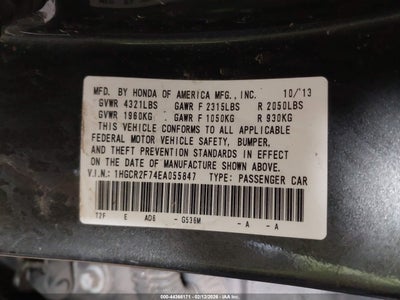 MFD. BY HONDA OF AMERICA MFG.,INC. 10/'13
GVWR 4321LBS GAWR F 2315LBS R 2050LBS
GVWR 1960KG GAWR F 1050KG R 930KG
THIS VEHICLE CONFORMS TO ALL APPLICABLE
FEDERAL MOTOR VEHICLE SAFETY, BUMPER,
AND THEFT PREVENTION STANDARDS IN EFFECT
ON THE DATE OF MANUFACTURE SHOWN ABOVE.
V.I.N.: 1HGCR2F74EA055847 TYPE: PASSENGER CAR
T2F E AD6 - G536M - A - A
000-44368171 - 02/12/2026 - IAA Inc.